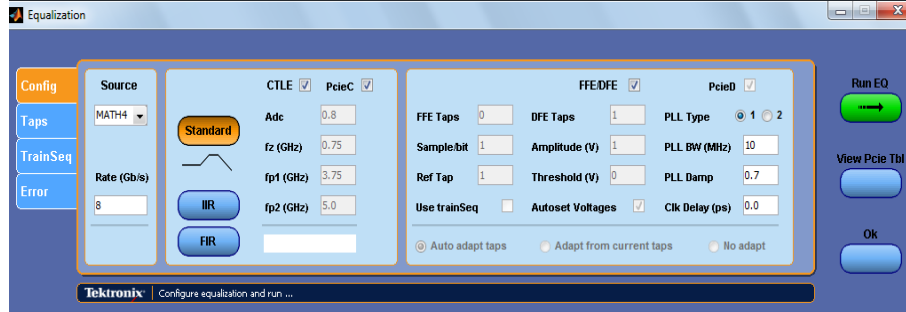 Equalization
Config
Taps
TrainSeq
Error
Source
MATH4
Rate (Gb/s)
8
CTLE PcieC
Standard
IIR
FIR
Adc 0.8
fz (GHz) 0.75
fp1 (GHz) 3.75
fp2 (GHz) 5.0
FFE/DFE PcieD
FFE Taps 0 DFE Taps 1 PLL Type 1 2
Sample/bit 1 Amplitude (V) 1 PLL BW (MHz) 10
Ref Tap 1 Threshold (V) 0 PLL Damp 0.7
Use trainSeq Autoset Voltages Clk Delay (ps) 0.0
Auto adapt taps Adapt from current taps No adapt
Run EQ
View Pcie Tbl
Ok
Tektronix Configure equalization and run ...